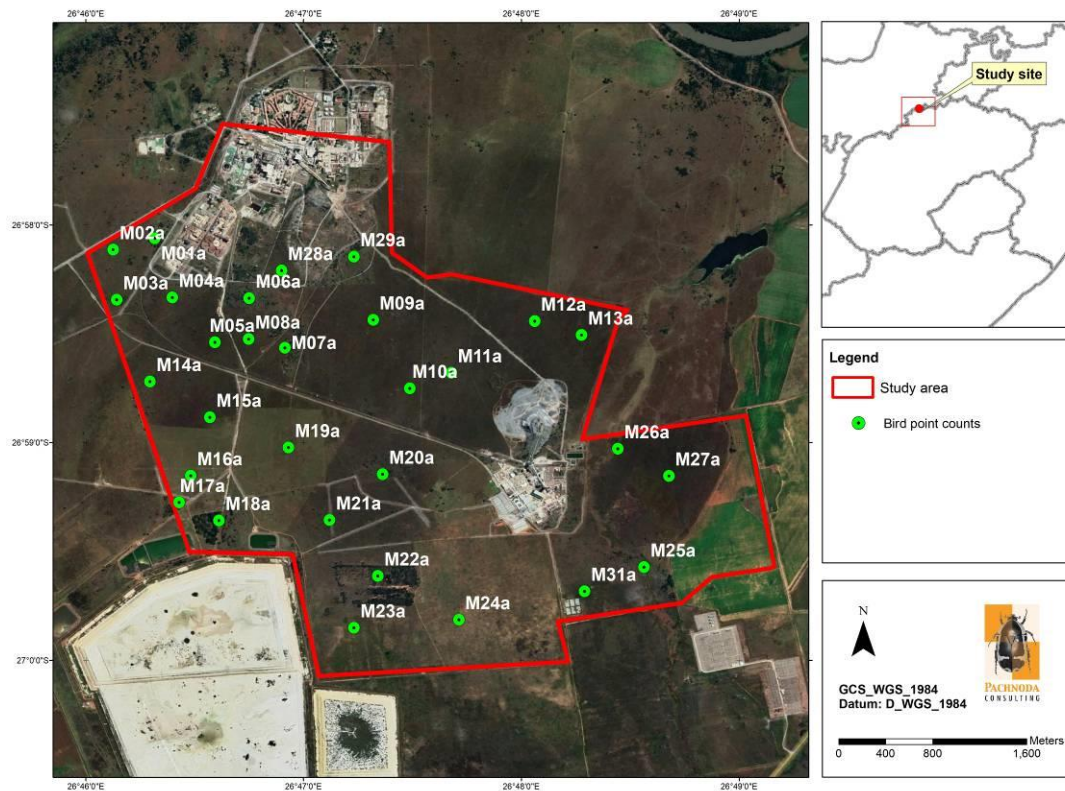 26°46'0"E 26°47'0"E 26°48'0"E 26°49'0"E
26°58'0"S
26°59'0"S
27°0'0"S
M02a
M01a
M28a
M29a
M03a
M04a
M06a
M09a
M12a
M13a
M05a
M08a
M07a
M14a
M10a
M11a
M15a
M19a
M26a
M16a
M20a
M27a
M17a
M18a
M21a
M22a
M25a
M31a
M23a
M24a
Study site
Legend
Study area
Bird point counts
N
PACHNODA
CONSULTING
GCS_WGS_1984
Datum: D_WGS_1984
0 400 800 1,600
Meters